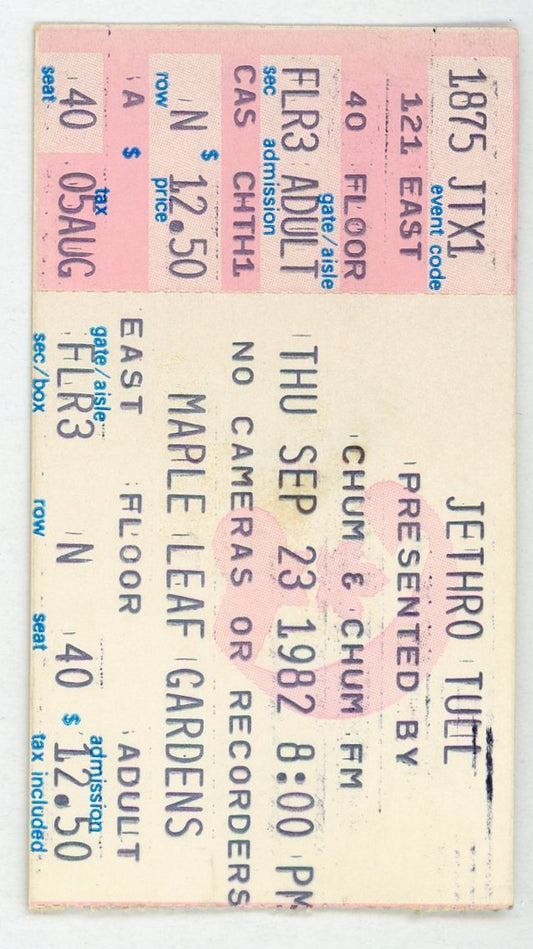 1875 JTX1
event code
121 EAST
40 FLOOR
gate/aisle
FLR3 ADULT
sec admission
CAS CHTH1
N $ 12.50
row price
A $
tax
40 05AUG
seat
JETHRO TULL
PRESENTED BY
CHUM & CHUM FM
THU SEP 23 1982 8:00 PM
NO CAMERAS OR RECORDERS
MAPLE LEAF GARDENS
EAST FLOOR ADULT
gate/aisle admission
FLR3 N 40 $ 12.50
sec/box row seat tax included